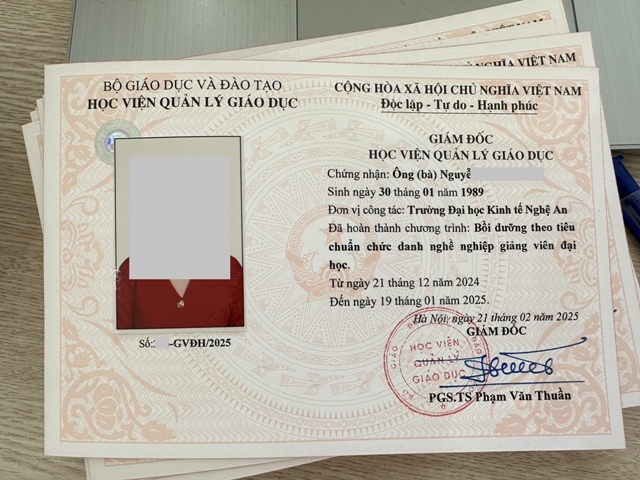 BỘ GIÁO DỤC VÀ ĐÀO TẠO
HỌC VIỆN QUẢN LÝ GIÁO DỤC
CỘNG HÒA XÃ HỘI CHỦ NGHĨA VIỆT NAM
Độc lập - Tự do - Hạnh phúc
GIÁM ĐỐC
HỌC VIỆN QUẢN LÝ GIÁO DỤC
Chứng nhận: Ông (bà) Nguyễ
Sinh ngày 30 tháng 01 năm 1989
Đơn vị công tác: Trường Đại học Kinh tế Nghệ An
Đã hoàn thành chương trình: Bồi dưỡng theo tiêu
chuẩn chức danh nghề nghiệp giảng viên đại
học.
Từ ngày 21 tháng 12 năm 2024
Đến ngày 19 tháng 01 năm 2025.
Hà Nội, ngày 21 tháng 02 năm 2025
GIÁM ĐỐC
HỌC VIỆN
QUẢN LÝ
GIÁO DỤC
PGS.TS Phạm Văn Thuần
Số: -GVĐH/2025
NGHĨA VIỆT NAM